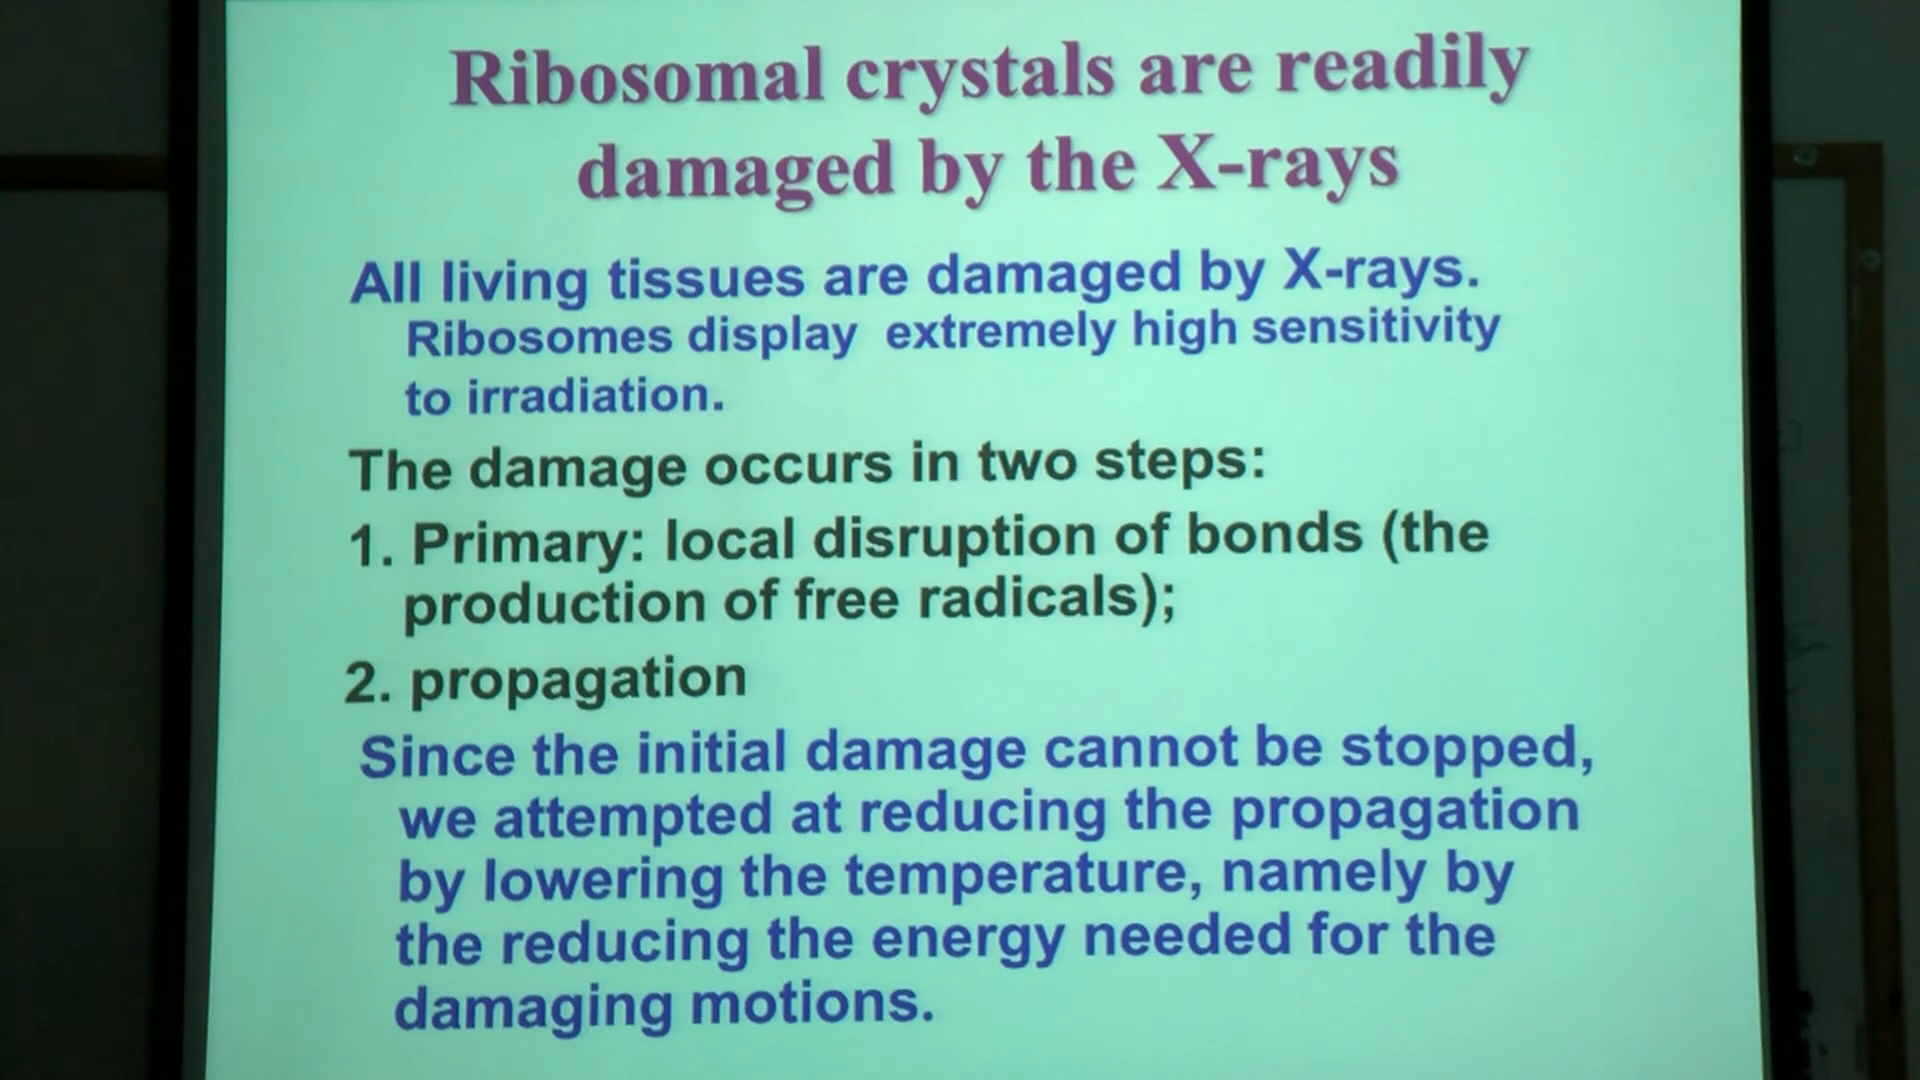 Ribosomal crystals are readily
damaged by the X-rays
All living tissues are damaged by X-rays.
Ribosomes display extremely high sensitivity
to irradiation.
The damage occurs in two steps:
1. Primary: local disruption of bonds (the
production of free radicals);
2. propagation
Since the initial damage cannot be stopped,
we attempted at reducing the propagation
by lowering the temperature, namely by
the reducing the energy needed for the
damaging motions.